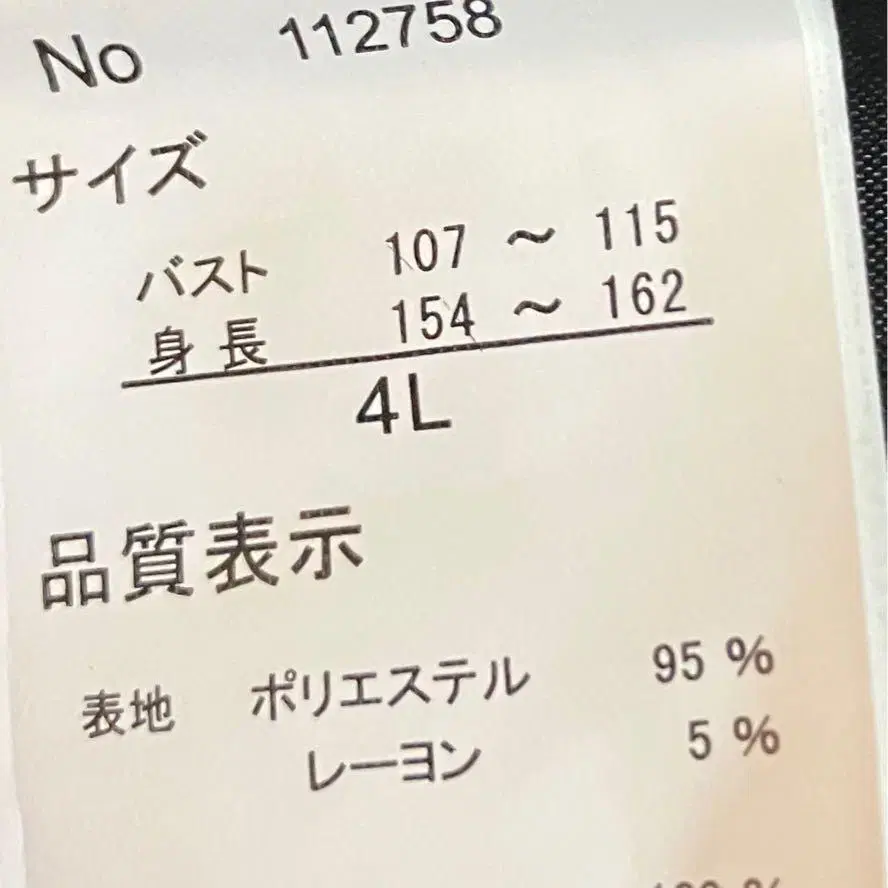 No 112758
サイズ
バスト 107 ～ 115
身長 154 ～ 162
4L
品質表示
表地 ポリエステル 95 %
レーヨン 5 %